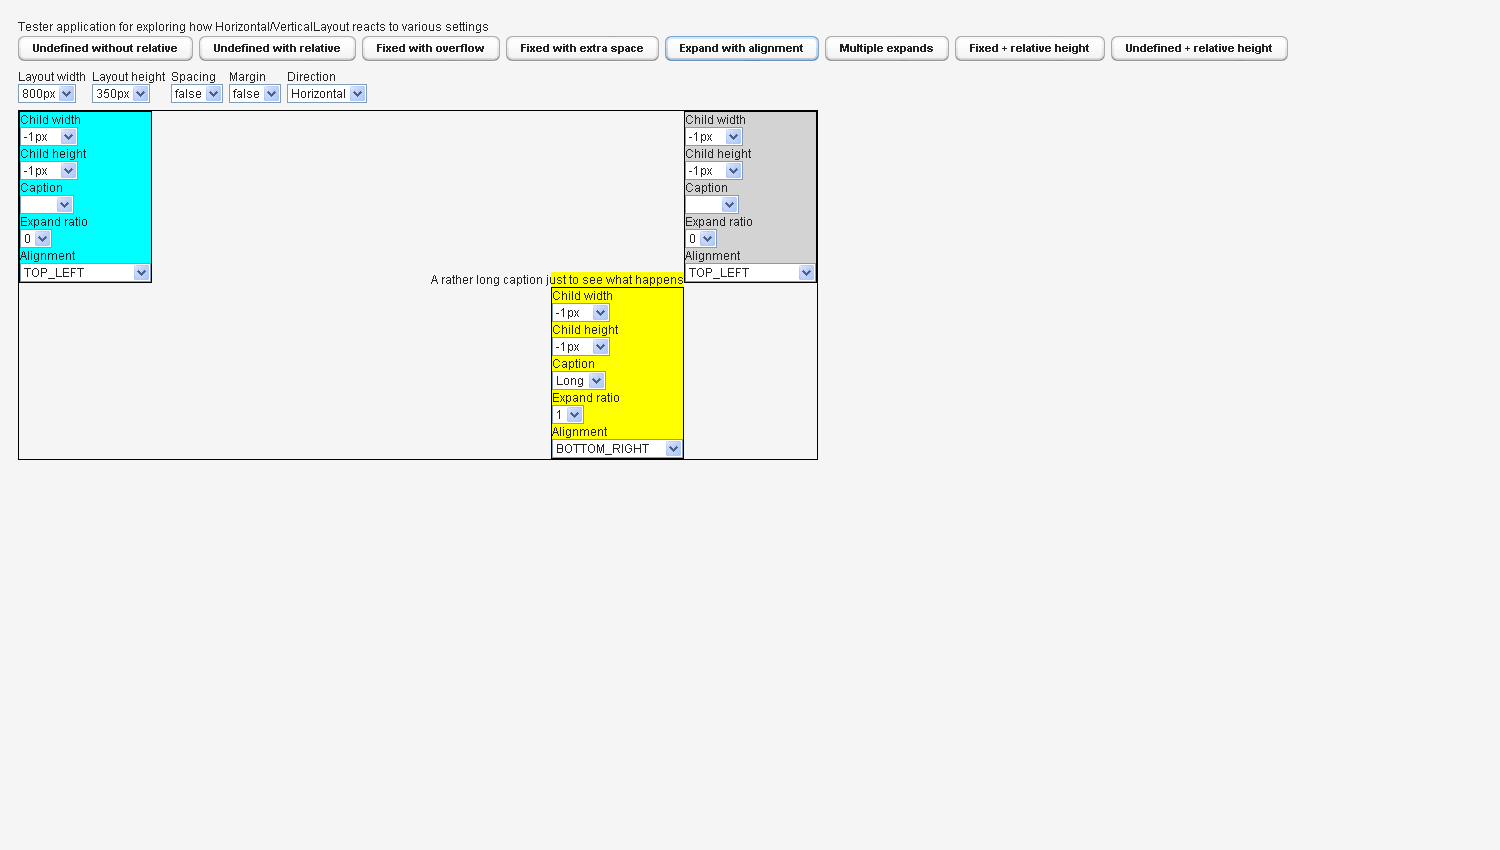 Tester application for exploring how Horizontal/VerticalLayout reacts to various settings
Undefined without relative Undefined with relative Fixed with overflow Fixed with extra space Expand with alignment Multiple expands Fixed + relative height Undefined + relative height
Layout width Layout height Spacing Margin Direction
800px 350px false false Horizontal
Child width
-1px
Child height
-1px
Caption
Expand ratio
0
Alignment
TOP_LEFT
A rather long caption just to see what happens
Child width
-1px
Child height
-1px
Caption
Long
Expand ratio
1
Alignment
BOTTOM_RIGHT
Child width
-1px
Child height
-1px
Caption
Expand ratio
0
Alignment
TOP_LEFT